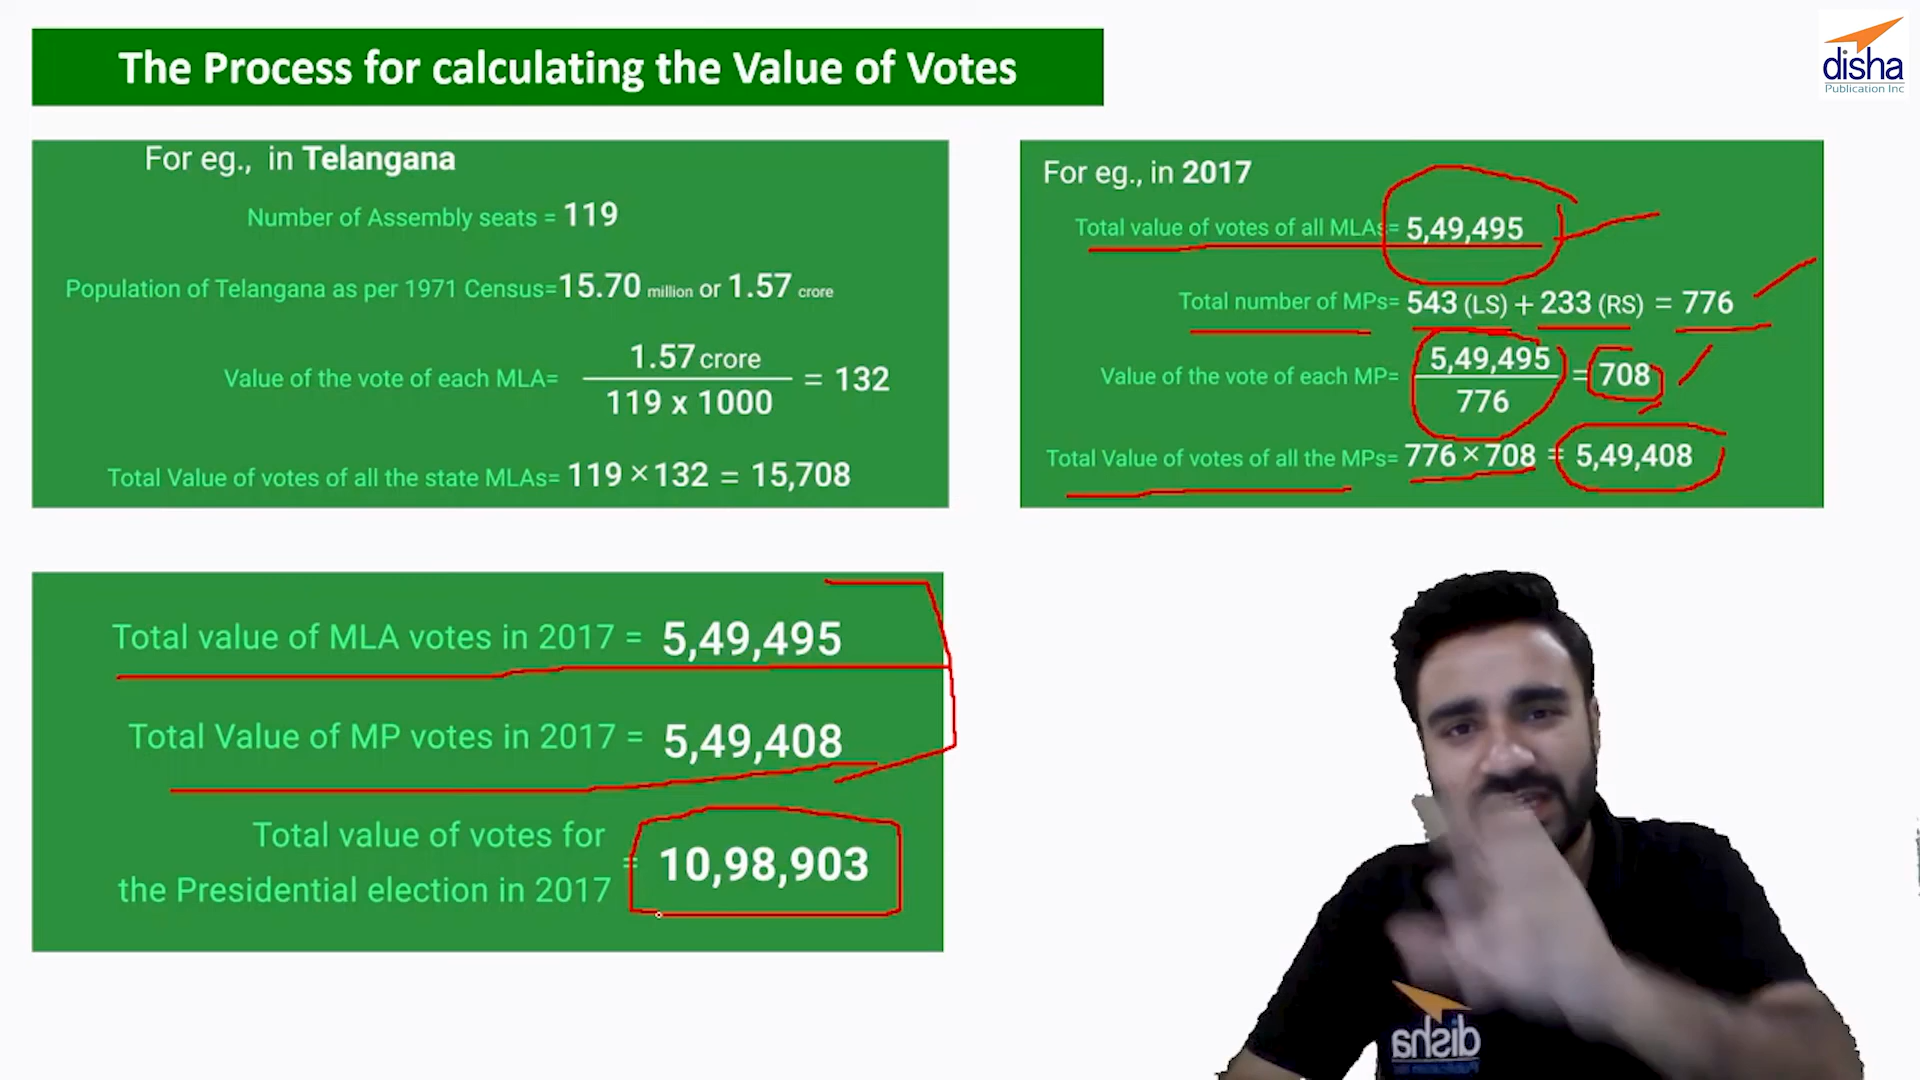 The Process for calculating the Value of Votes
disha
Publication Inc
For eg., in Telangana
Number of Assembly seats = 119
Population of Telangana as per 1971 Census=15.70 million or 1.57 crore
Value of the vote of each MLA= 1.57 crore
119 x 1000
= 132
Total Value of votes of all the state MLAs= 119 × 132 = 15,708
For eg., in 2017
Total value of votes of all MLAs= 5,49,495
Total number of MPs= 543 (LS) + 233 (RS) = 776
Value of the vote of each MP= 5,49,495
776
= 708
Total Value of votes of all the MPs= 776 × 708 = 5,49,408
Total value of MLA votes in 2017 = 5,49,495
Total Value of MP votes in 2017 = 5,49,408
Total value of votes for
the Presidential election in 2017 = 10,98,903
disha